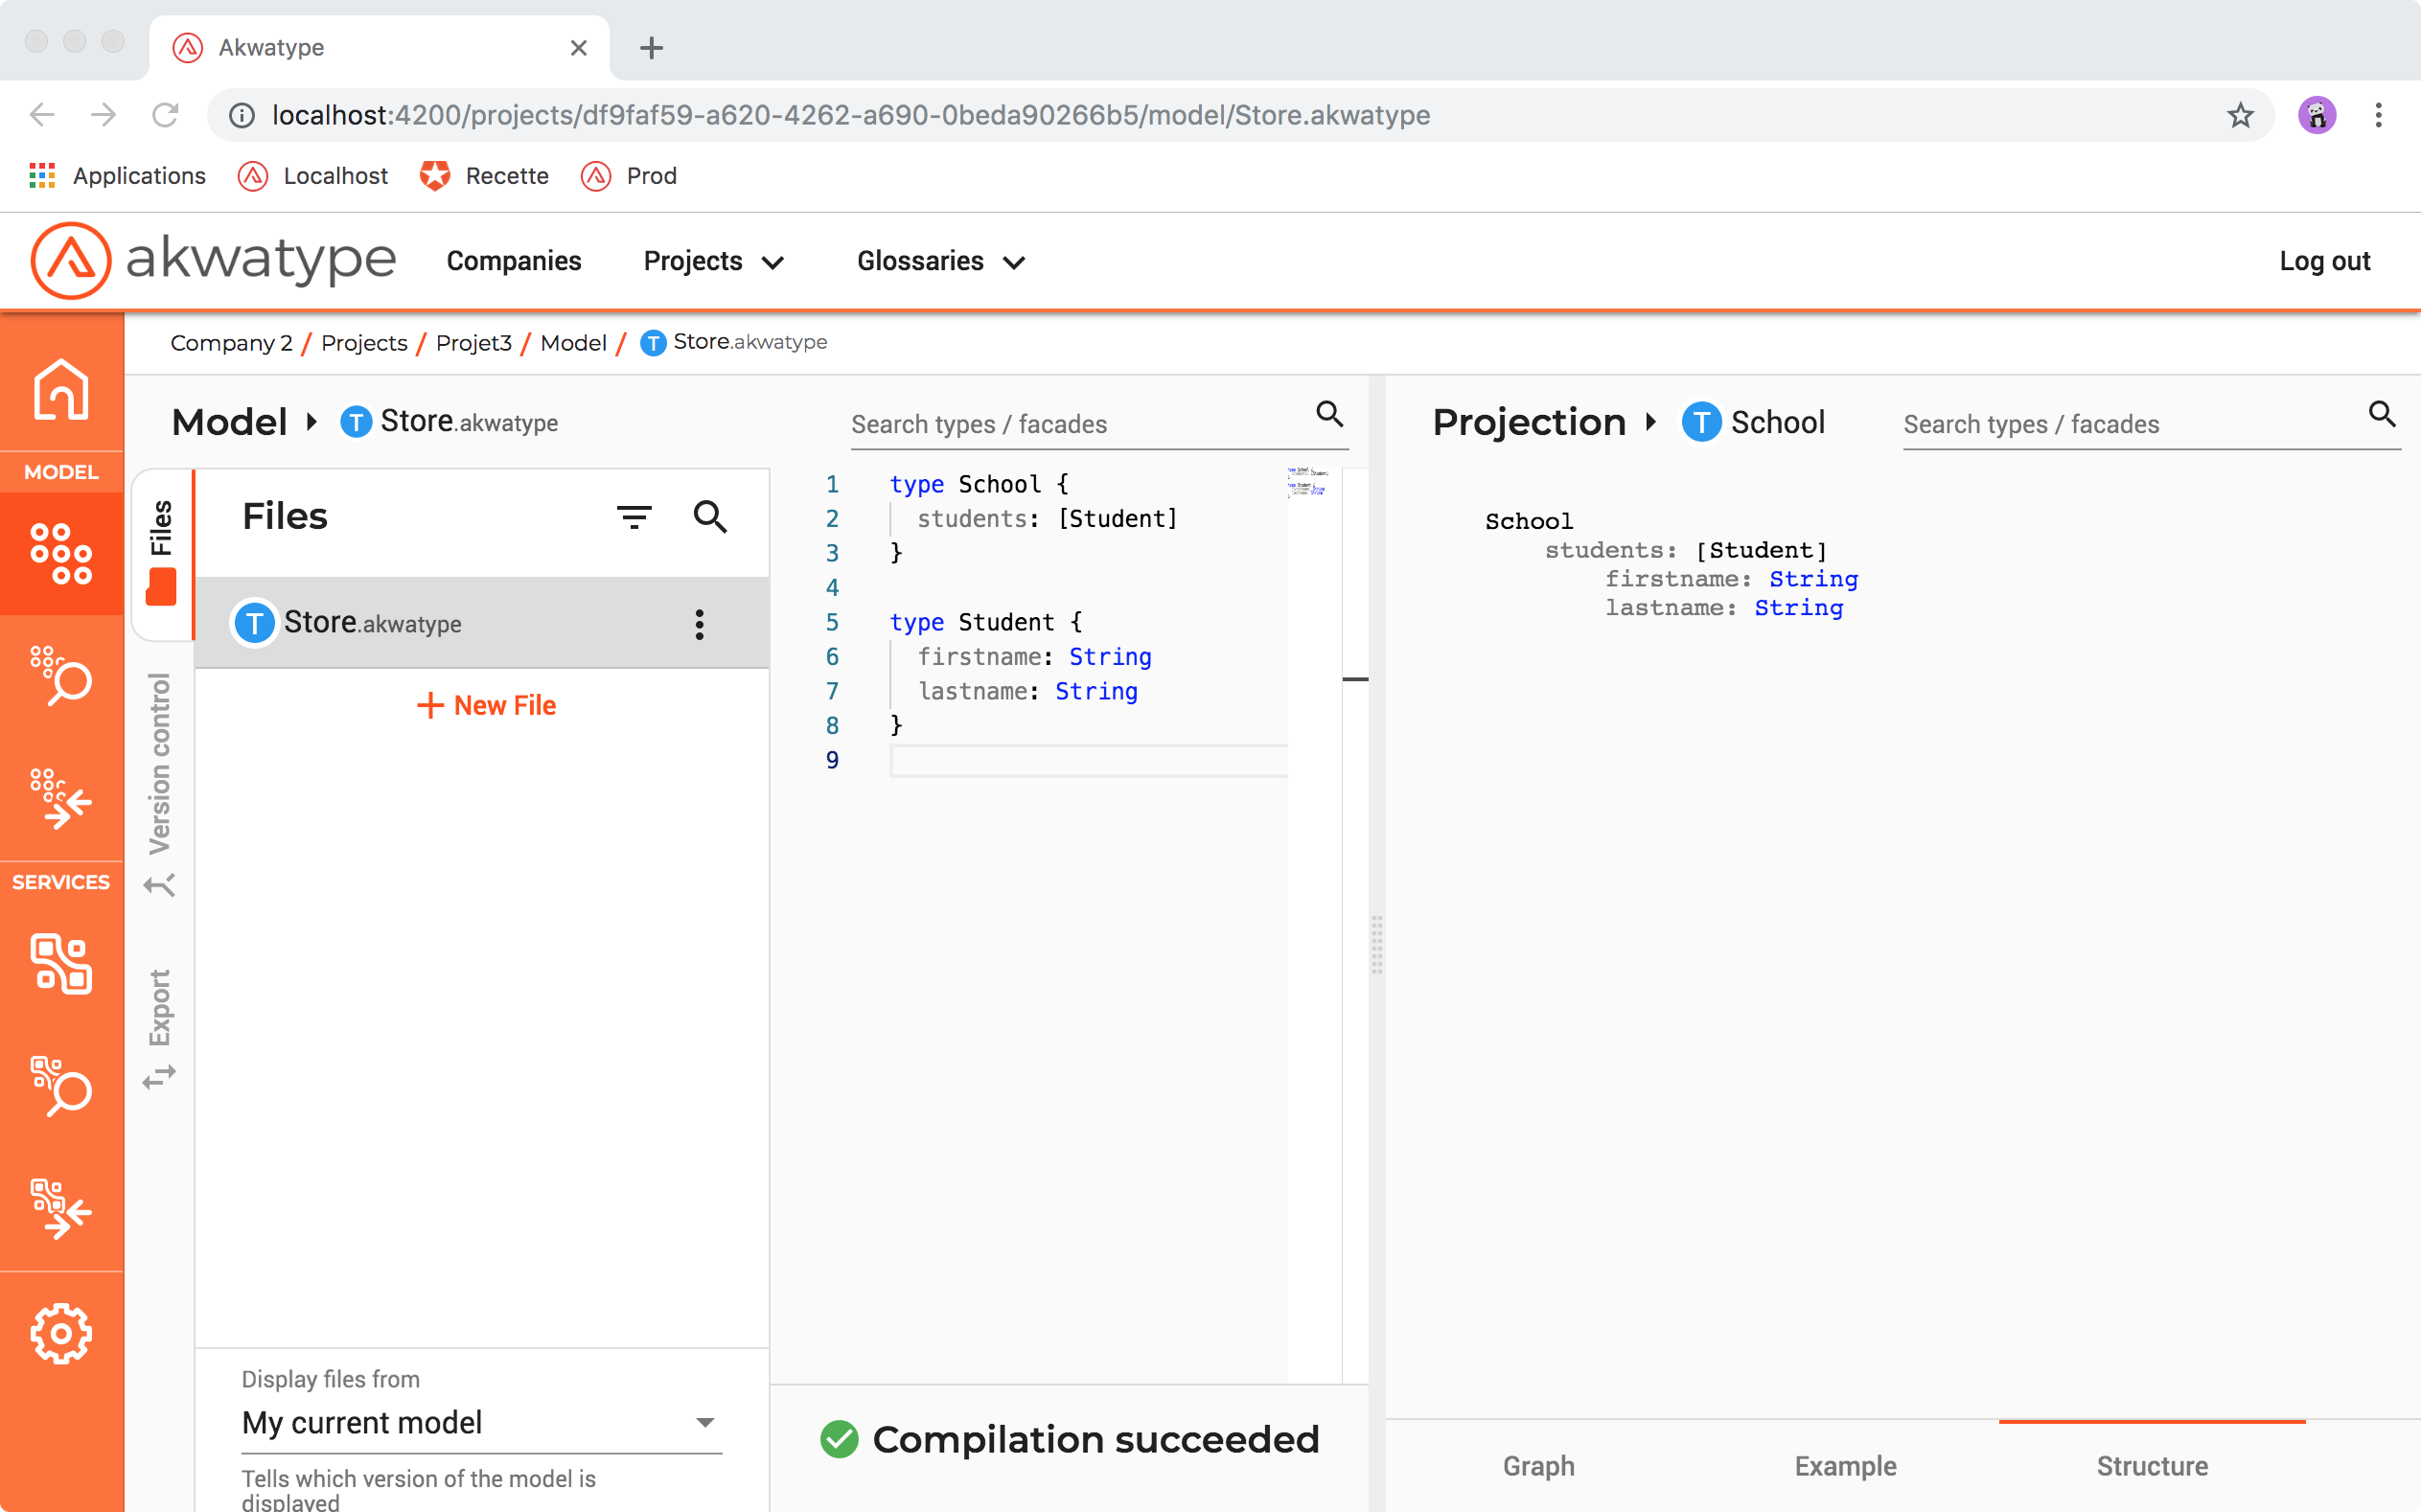 Akwatype
localhost:4200/projects/df9faf59-a620-4262-a690-0beda90266b5/model/Store.akwatype
Applications Localhost Recette Prod
akwatype Companies Projects Glossaries Log out
Company 2 / Projects / Projet3 / Model / T Store.akwatype
MODEL
SERVICES
Files
Version control
Export
Model T Store.akwatype
Search types / facades
Files
T Store.akwatype
+ New File
Display files from
My current model
Tells which version of the model is
displayed
1 type School {
2 students: [Student]
3 }
4
5 type Student {
6 firstname: String
7 lastname: String
8 }
9
Compilation succeeded
Projection T School
Search types / facades
School
students: [Student]
firstname: String
lastname: String
Graph Example Structure